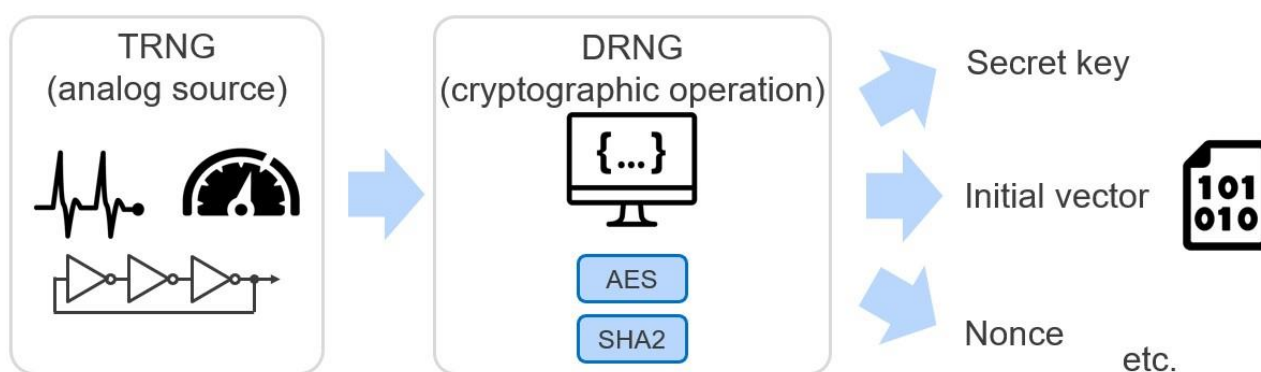 TRNG
(analog source)
DRNG
(cryptographic operation)
{...}
AES
SHA2
Secret key
Initial vector
101
010
Nonce
etc.